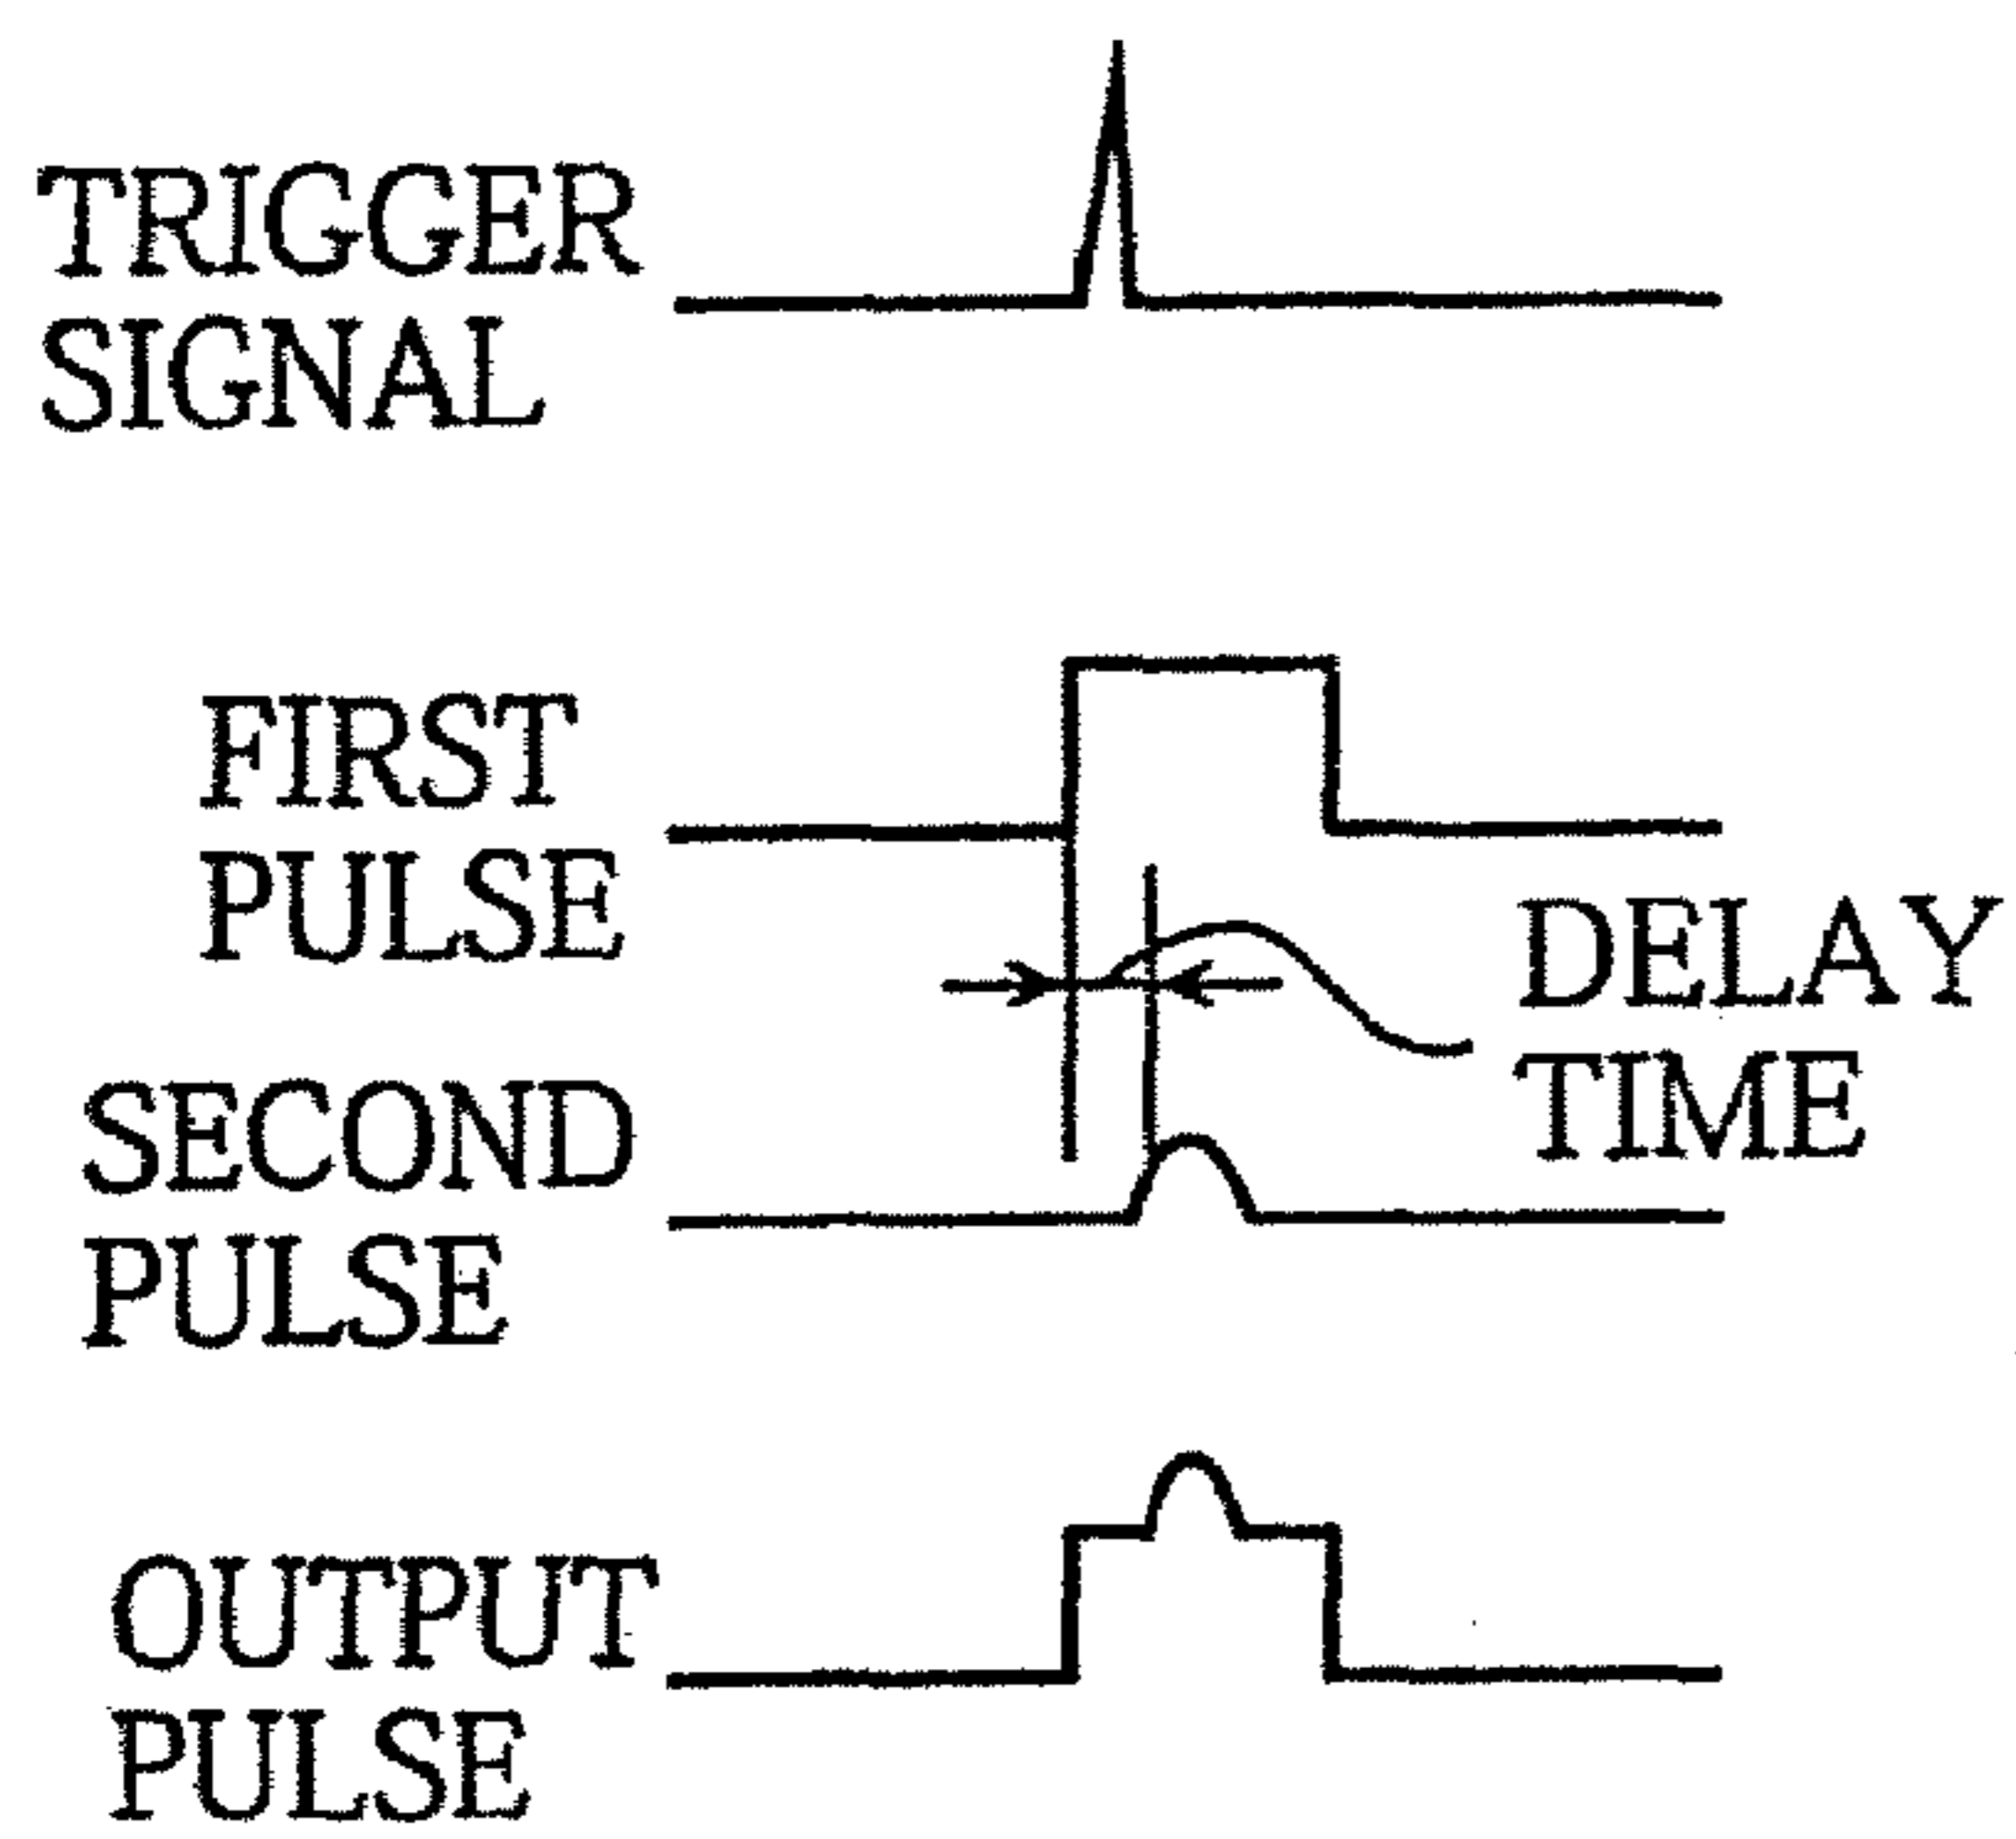 TRIGGER
SIGNAL
FIRST
PULSE
DELAY
TIME
SECOND
PULSE
OUTPUT
PULSE